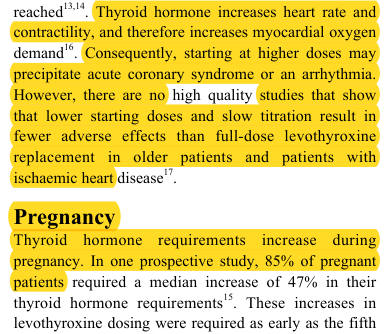 reached13,14. Thyroid hormone increases heart rate and
contractility, and therefore increases myocardial oxygen
demand16. Consequently, starting at higher doses may
precipitate acute coronary syndrome or an arrhythmia.
However, there are no high quality studies that show
that lower starting doses and slow titration result in
fewer adverse effects than full-dose levothyroxine
replacement in older patients and patients with
ischaemic heart disease17.
Pregnancy
Thyroid hormone requirements increase during
pregnancy. In one prospective study, 85% of pregnant
patients required a median increase of 47% in their
thyroid hormone requirements15. These increases in
levothyroxine dosing were required as early as the fifth